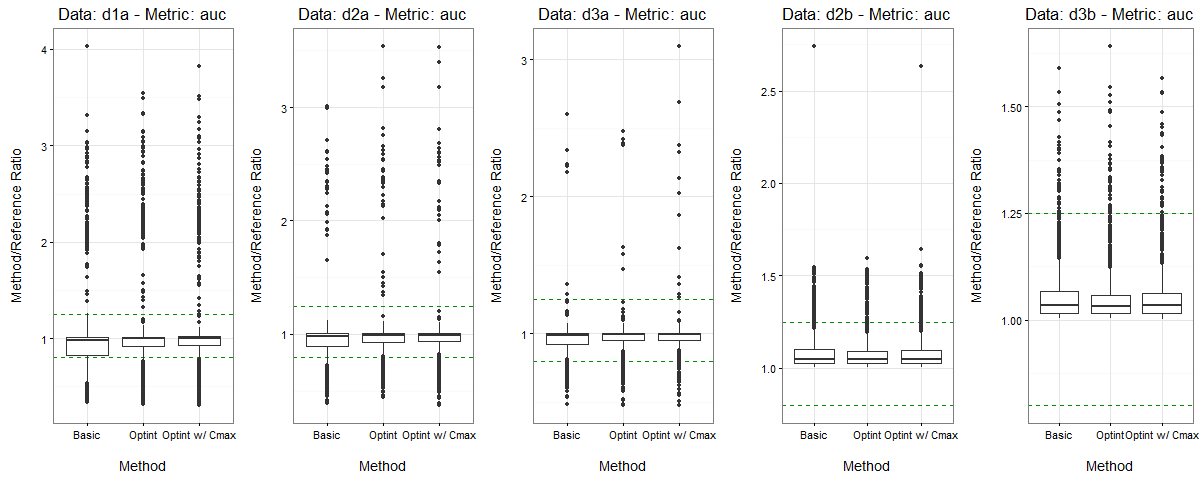 Data: d1a - Metric: auc
Method/Reference Ratio
4
3
2
1
Basic
Optint
Optint w/ Cmax
Method
Data: d2a - Metric: auc
Method/Reference Ratio
3
2
1
Basic
Optint
Optint w/ Cmax
Method
Data: d3a - Metric: auc
Method/Reference Ratio
3
2
1
Basic
Optint
Optint w/ Cmax
Method
Data: d2b - Metric: auc
Method/Reference Ratio
2.5
2.0
1.5
1.0
Basic
Optint
Optint w/ Cmax
Method
Data: d3b - Metric: auc
Method/Reference Ratio
1.50
1.25
1.00
Basic
Optint
Optint w/ Cmax
Method